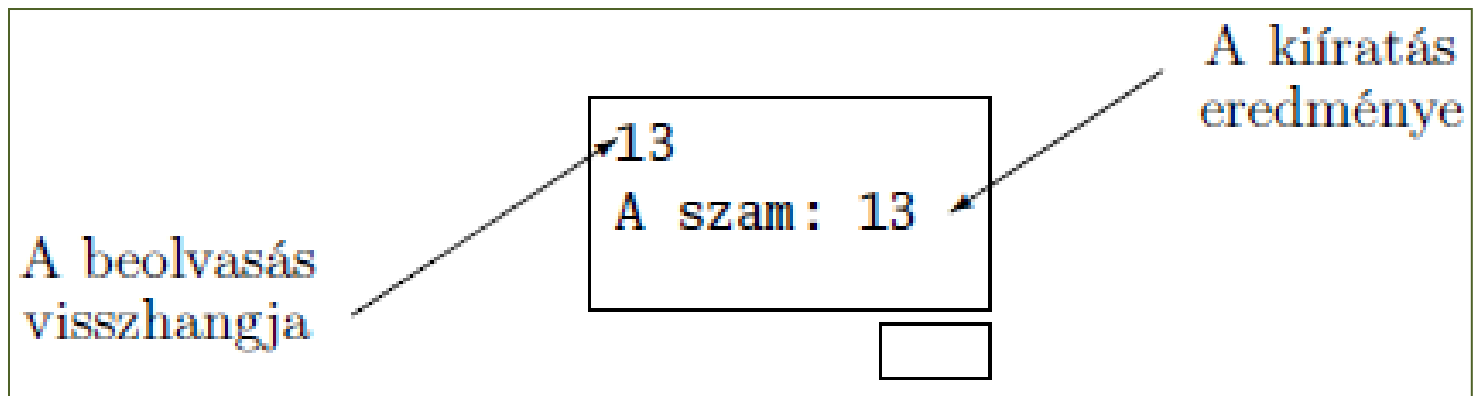 A kiíratás
eredménye
13
A szam: 13
A beolvasás
visszhangja